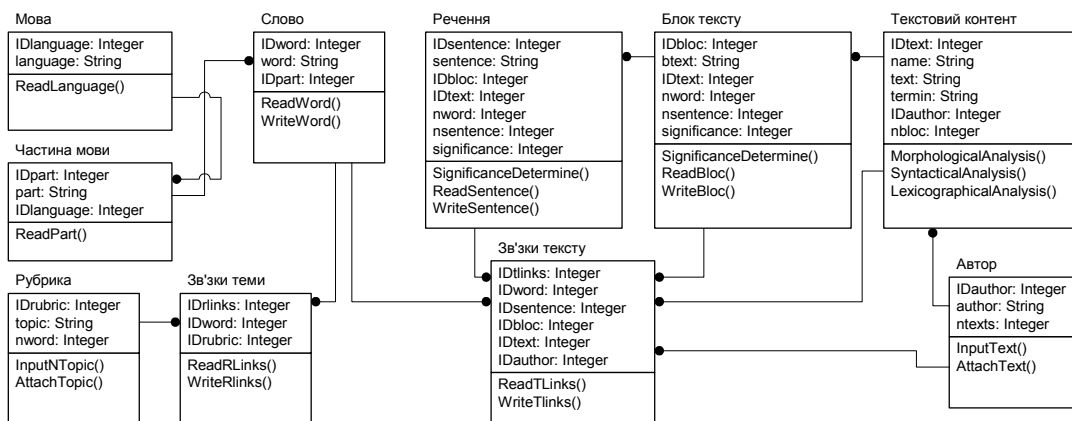 Мова
IDlanguage: Integer
language: String
ReadLanguage()
Слово
IDword: Integer
word: String
IDpart: Integer
ReadWord()
WriteWord()
Речення
IDsentence: Integer
sentence: String
IDbloc: Integer
IDtext: Integer
nword: Integer
nsentence: Integer
significance: Integer
SignificanceDetermine()
ReadSentence()
WriteSentence()
Блок тексту
IDbloc: Integer
btext: String
IDtext: Integer
nword: Integer
nsentence: Integer
significance: Integer
SignificanceDetermine()
ReadBloc()
WriteBloc()
Текстовий контент
IDtext: Integer
name: String
text: String
termin: String
IDauthor: Integer
nbloc: Integer
MorphologicalAnalysis()
SyntacticalAnalysis()
LexicographicalAnalysis()
Частина мови
IDpart: Integer
part: String
IDlanguage: Integer
ReadPart()
Рубрика
IDrubric: Integer
topic: String
nword: Integer
InputNTopic()
AttachTopic()
Зв'зки теми
IDrlinks: Integer
IDword: Integer
IDrubric: Integer
ReadRLinks()
WriteRlinks()
Зв'зки тексту
IDtlinks: Integer
IDword: Integer
IDsentence: Integer
IDbloc: Integer
IDtext: Integer
IDauthor: Integer
ReadTLinks()
WriteTlinks()
Автор
IDauthor: Integer
author: String
ntexts: Integer
InputText()
AttachText()